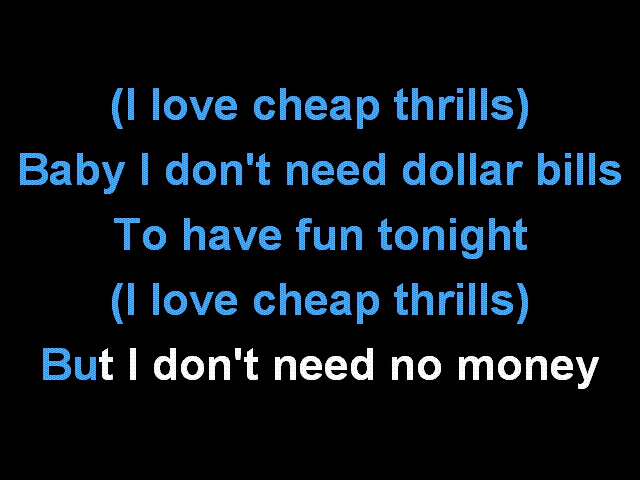 (I love cheap thrills)
Baby I don't need dollar bills
To have fun tonight
(I love cheap thrills)
But I don't need no money